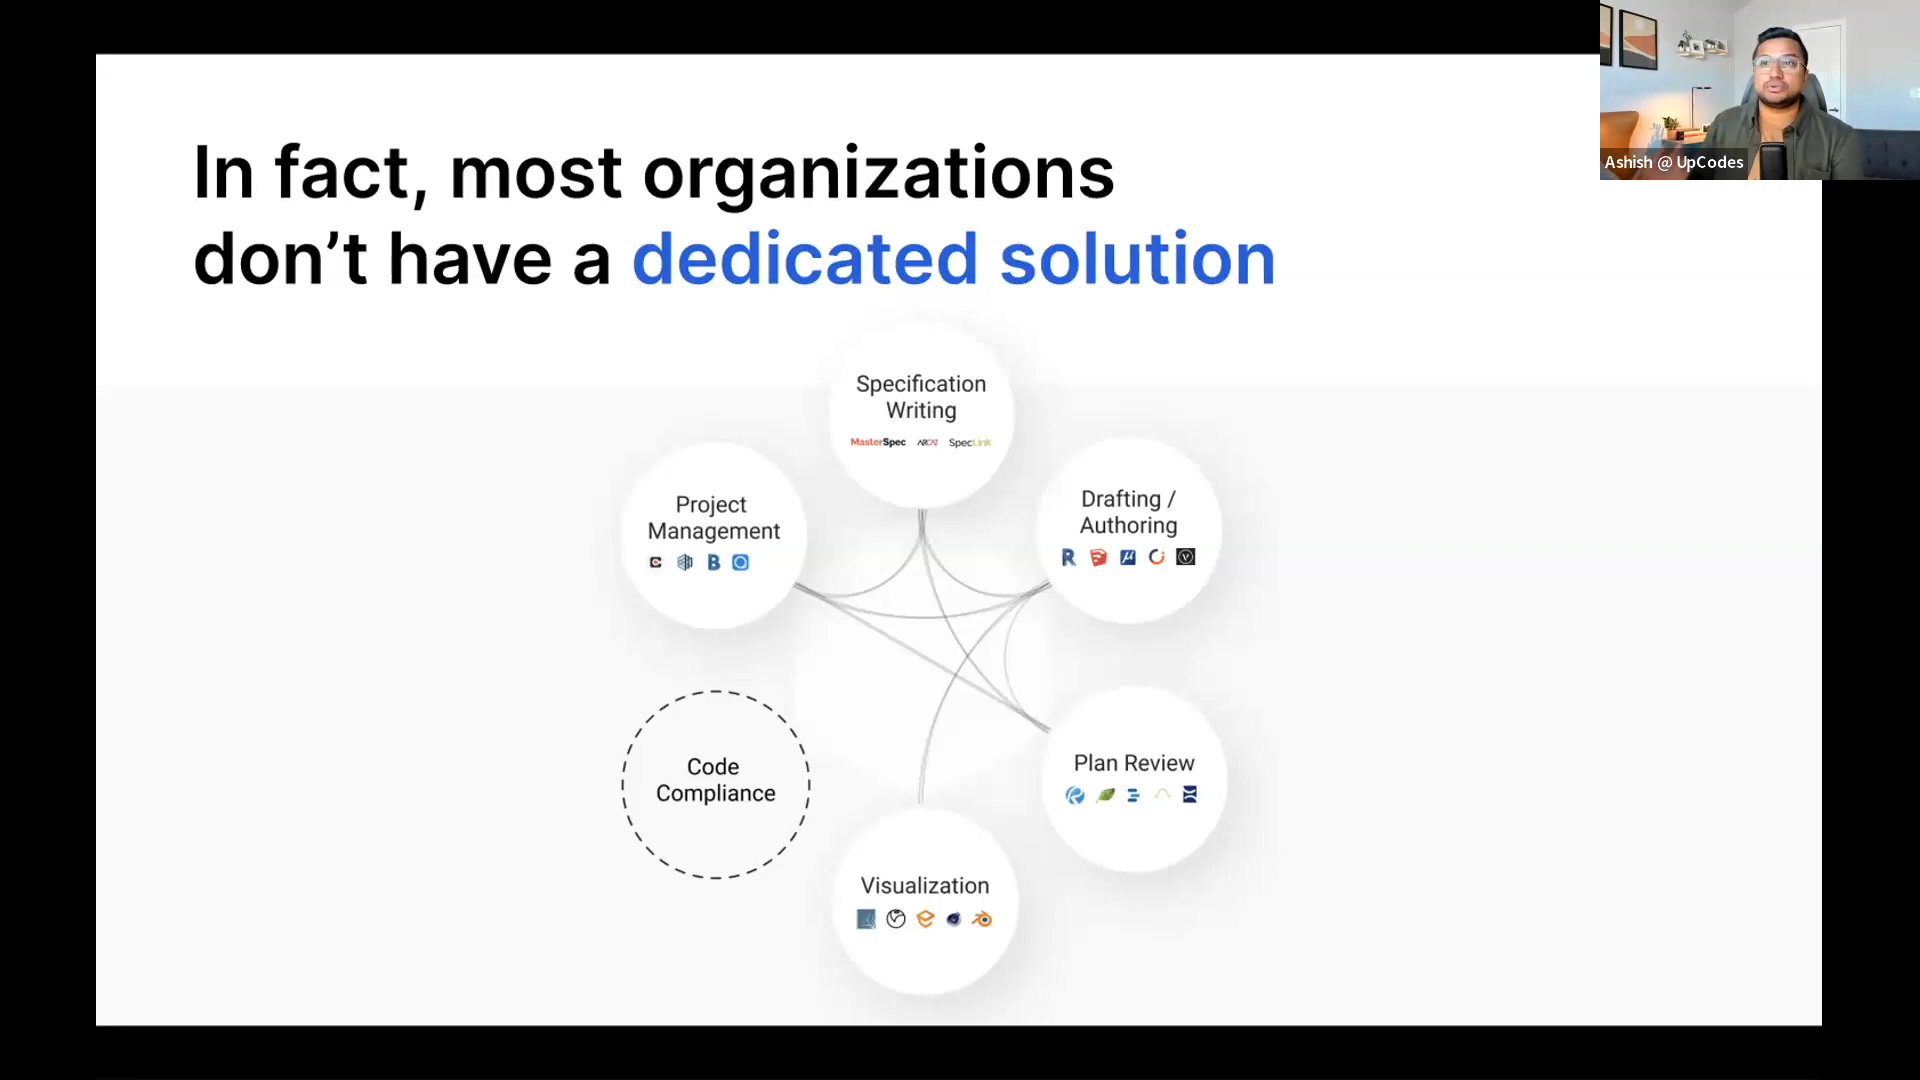 In fact, most organizations
don’t have a dedicated solution
Ashish @ UpCodes
Specification
Writing
MasterSpec ARCAT SpecLink
Project
Management
Drafting /
Authoring
Code
Compliance
Plan Review
Visualization